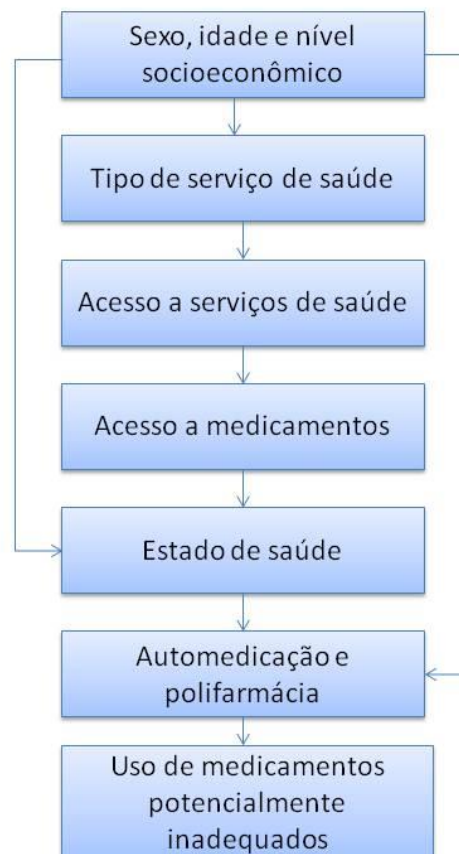 Sexo, idade e nível
socioeconômico
Tipo de serviço de saúde
Acesso a serviços de saúde
Acesso a medicamentos
Estado de saúde
Automedicação e
polifarmácia
Uso de medicamentos
potencialmente
inadequados